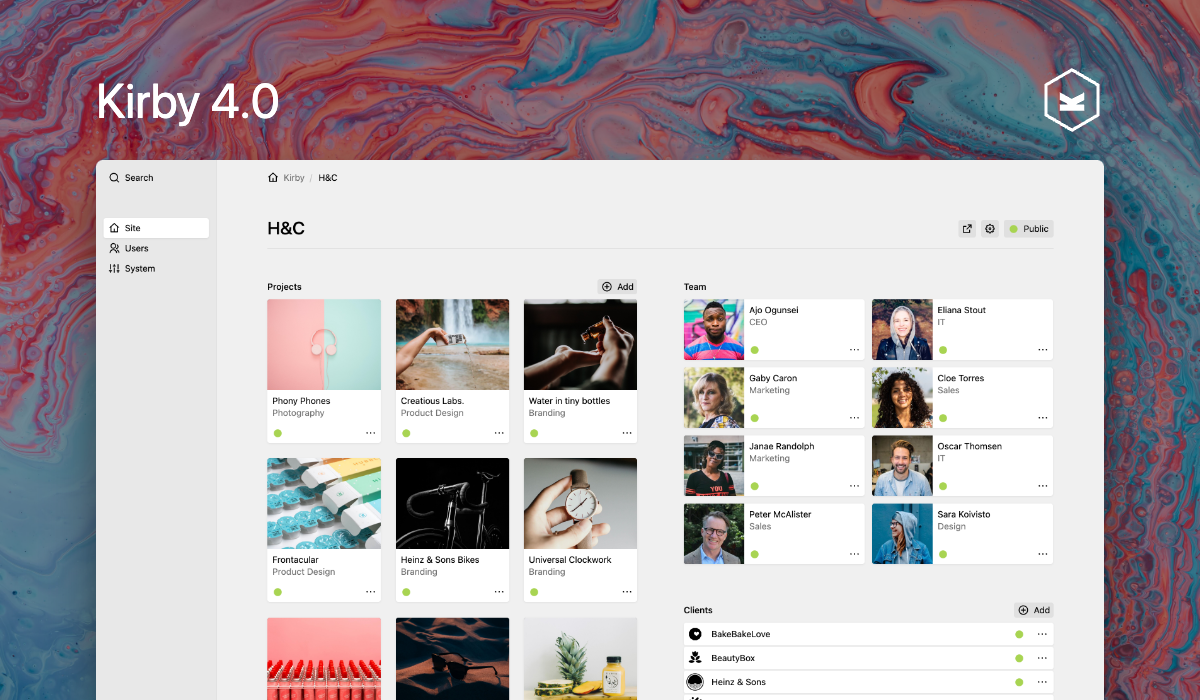 Kirby 4.0
Search
Site
Users
System
Kirby / H&C
H&C
Public
Projects
Add
Phony Phones
Photography
Creatious Labs.
Product Design
Water in tiny bottles
Branding
Frontacular
Product Design
Heinz & Sons Bikes
Branding
Universal Clockwork
Branding
Team
Ajo Ogunsei
CEO
Eliana Stout
IT
Gaby Caron
Marketing
Cloe Torres
Sales
Janae Randolph
Marketing
YOU
Oscar Thomsen
IT
Peter McAlister
Sales
Sara Koivisto
Design
Clients
Add
BakeBakeLove
BeautyBox
Heinz & Sons